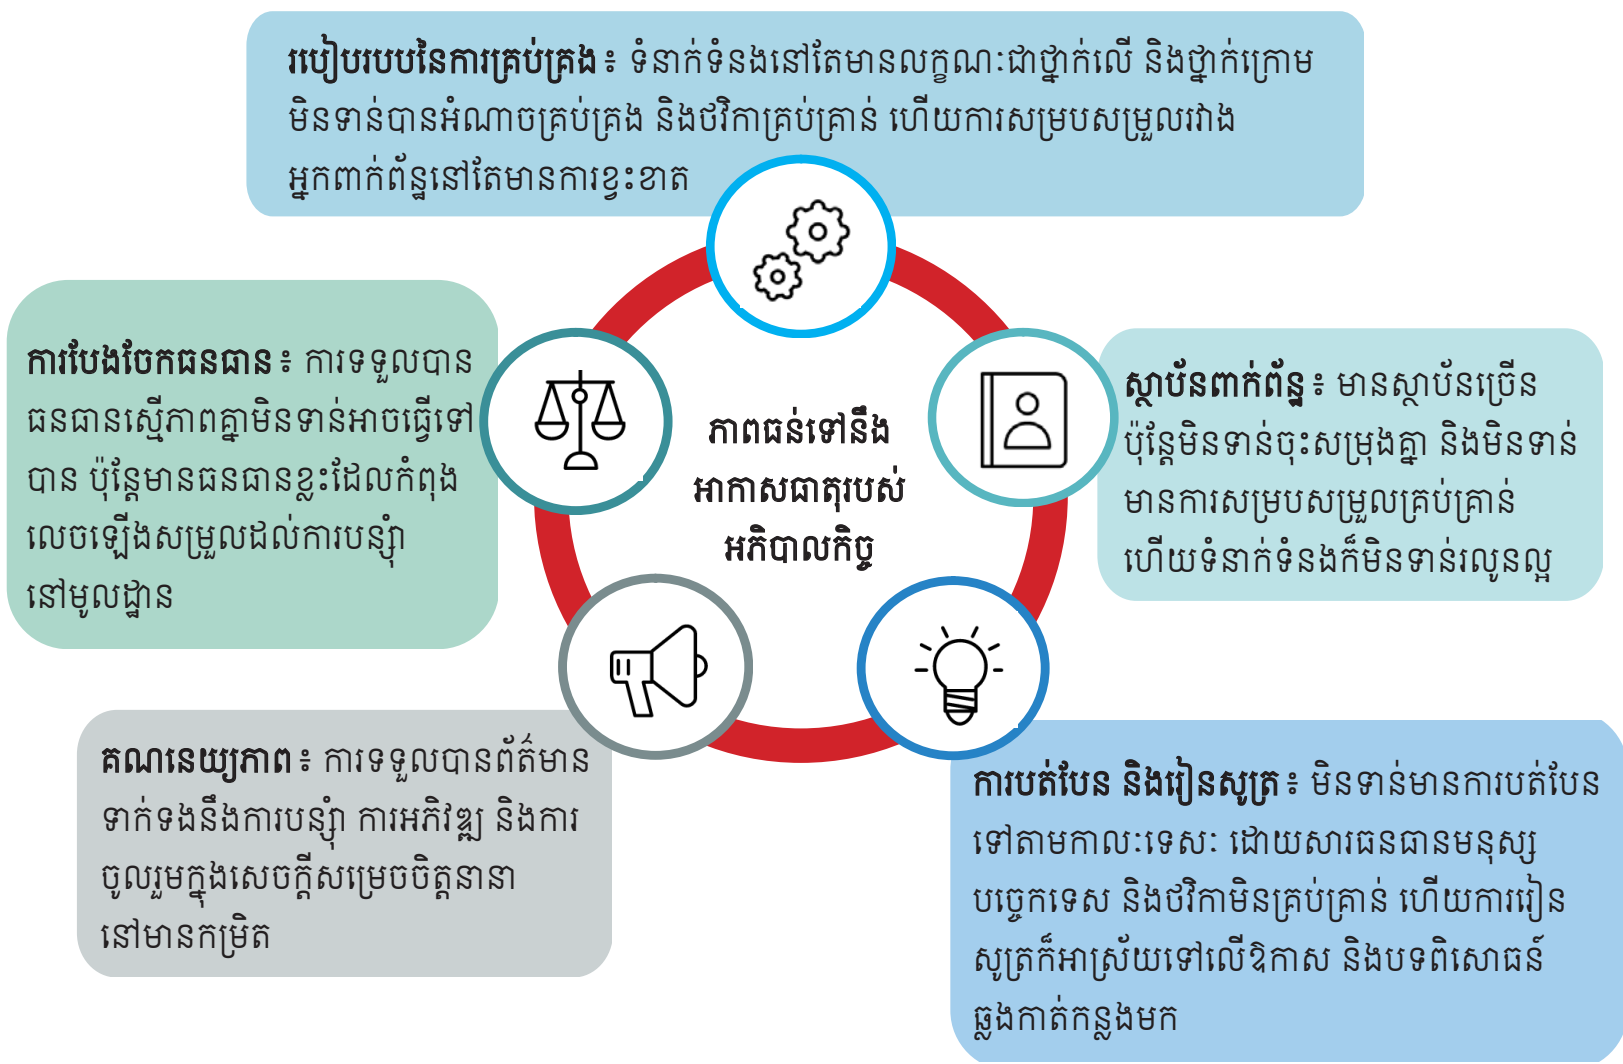 របៀបរបបនៃការគ្រប់គ្រង៖ ទំនាក់ទំនងនៅតែមានលក្ខណៈជាថ្នាក់លើ និងថ្នាក់ក្រោម
មិនទាន់បានអំណាចគ្រប់គ្រង និងថវិកាគ្រប់គ្រាន់ ហើយការសម្របសម្រួលរវាង
អ្នកពាក់ព័ន្ធនៅតែមានការខ្វះខាត
ការបែងចែកធនធាន៖ ការទទួលបាន
ធនធានស្មើភាពគ្នាមិនទាន់អាចធ្វើទៅ
បាន ប៉ុន្តែមានធនធានខ្លះដែលកំពុង
លេចឡើងសម្រួលដល់ការបន្ស៊ាំ
នៅមូលដ្ឋាន
ភាពធន់ទៅនឹង
អាកាសធាតុរបស់
អភិបាលកិច្ច
ស្ថាប័នពាក់ព័ន្ធ៖ មានស្ថាប័នច្រើន
ប៉ុន្តែមិនទាន់ចុះសម្រុងគ្នា និងមិនទាន់
មានការសម្របសម្រួលគ្រប់គ្រាន់
ហើយទំនាក់ទំនងក៏មិនទាន់រលូនល្អ
គណនេយ្យភាព៖ ការទទួលបានព័ត៌មាន
ទាក់ទងនឹងការបន្ស៊ាំ ការអភិវឌ្ឍ និងការ
ចូលរួមក្នុងសេចក្តីសម្រេចចិត្តនានា
នៅមានកម្រិត
ការបត់បែន និងរៀនសូត្រ៖ មិនទាន់មានការបត់បែន
ទៅតាមកាលៈទេសៈ ដោយសារធនធានមនុស្ស
បច្ចេកទេស និងថវិកាមិនគ្រប់គ្រាន់ ហើយការរៀន
សូត្រក៏អាស្រ័យទៅលើឱកាស និងបទពិសោធន៍
ឆ្លងកាត់កន្លងមក